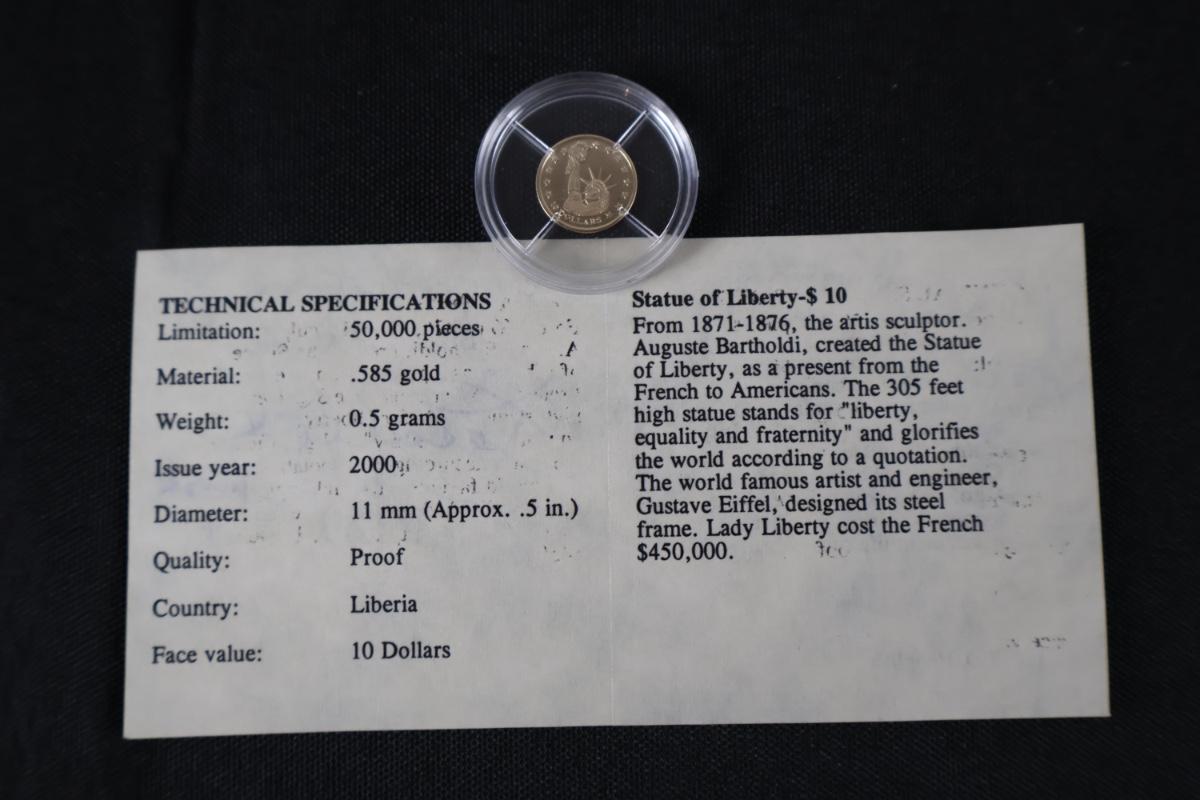 DOLLARS
TECHNICAL SPECIFICATIONS
Limitation: 50,000 pieces
Material: .585 gold
Weight: 0.5 grams
Issue year: 2000
Diameter: 11 mm (Approx. .5 in.)
Quality: Proof
Country: Liberia
Face value: 10 Dollars
Statue of Liberty-$ 10
From 1871-1876, the artis sculptor.
Auguste Bartholdi, created the Statue
of Liberty, as a present from the
French to Americans. The 305 feet
high statue stands for "liberty,
equality and fraternity" and glorifies
the world according to a quotation.
The world famous artist and engineer,
Gustave Eiffel, designed its steel
frame. Lady Liberty cost the French
$450,000.